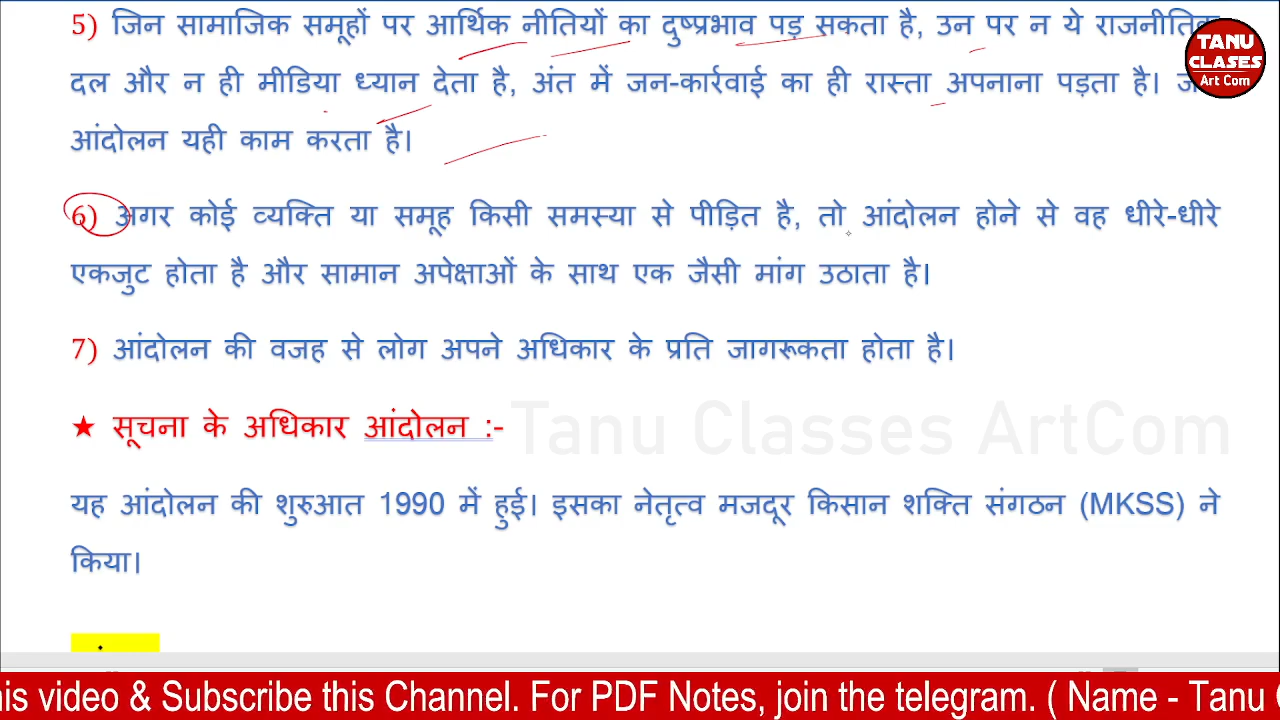 5) जिन सामाजिक समूहों पर आर्थिक नीतियों का दुष्प्रभाव पड़ सकता है, उन पर न ये राजनीतिक
दल और न ही मीडिया ध्यान देता है, अंत में जन-कार्रवाई का ही रास्ता अपनाना पड़ता है।
आंदोलन यही काम करता है।
6) अगर कोई व्यक्ति या समूह किसी समस्या से पीड़ित है, तो आंदोलन होने से वह धीरे-धीरे
एकजुट होता है और सामान अपेक्षाओं के साथ एक जैसी मांग उठाता है।
7) आंदोलन की वजह से लोग अपने अधिकार के प्रति जागरूकता होता है।
★ सूचना के अधिकार आंदोलन :-
यह आंदोलन की शुरुआत 1990 में हुई। इसका नेतृत्व मजदूर किसान शक्ति संगठन (MKSS) ने
किया।
Tanu Classes ArtCom
TANU
CLASES
Art Com
his video & Subscribe this Channel. For PDF Notes, join the telegram. ( Name - Tanu